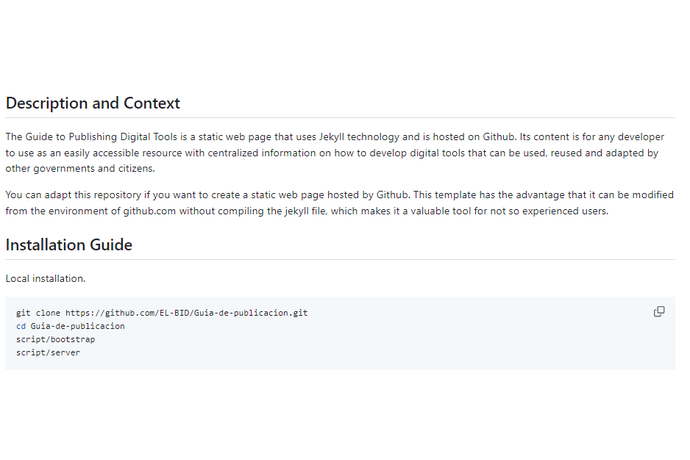 Description and Context
The Guide to Publishing Digital Tools is a static web page that uses Jekyll technology and is hosted on Github. Its content is for any developer
to use as an easily accessible resource with centralized information on how to develop digital tools that can be used, reused and adapted by
other governments and citizens.
You can adapt this repository if you want to create a static web page hosted by Github. This template has the advantage that it can be modified
from the environment of github.com without compiling the jekyll file, which makes it a valuable tool for not so experienced users.
Installation Guide
Local installation.
git clone https://github.com/EL-BID/Guia-de-publicacion.git
cd Guia-de-publicacion
script/bootstrap
script/server